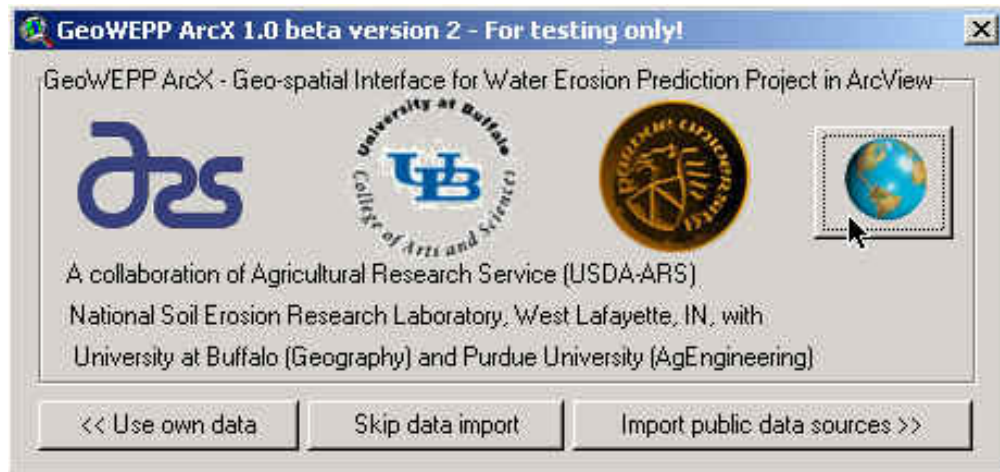 GeoWEPP ArcX 1.0 beta version 2 - For testing only!
GeoWEPP ArcX - Geo-spatial Interface for Water Erosion Prediction Project in ArcView
ars
University at Buffalo
UB
College of Arts and Sciences
PURDUE UNIVERSITY
A collaboration of Agricultural Research Service (USDA-ARS)
National Soil Erosion Research Laboratory, West Lafayette, IN, with
University at Buffalo (Geography) and Purdue University (AgEngineering)
<< Use own data
Skip data import
Import public data sources >>